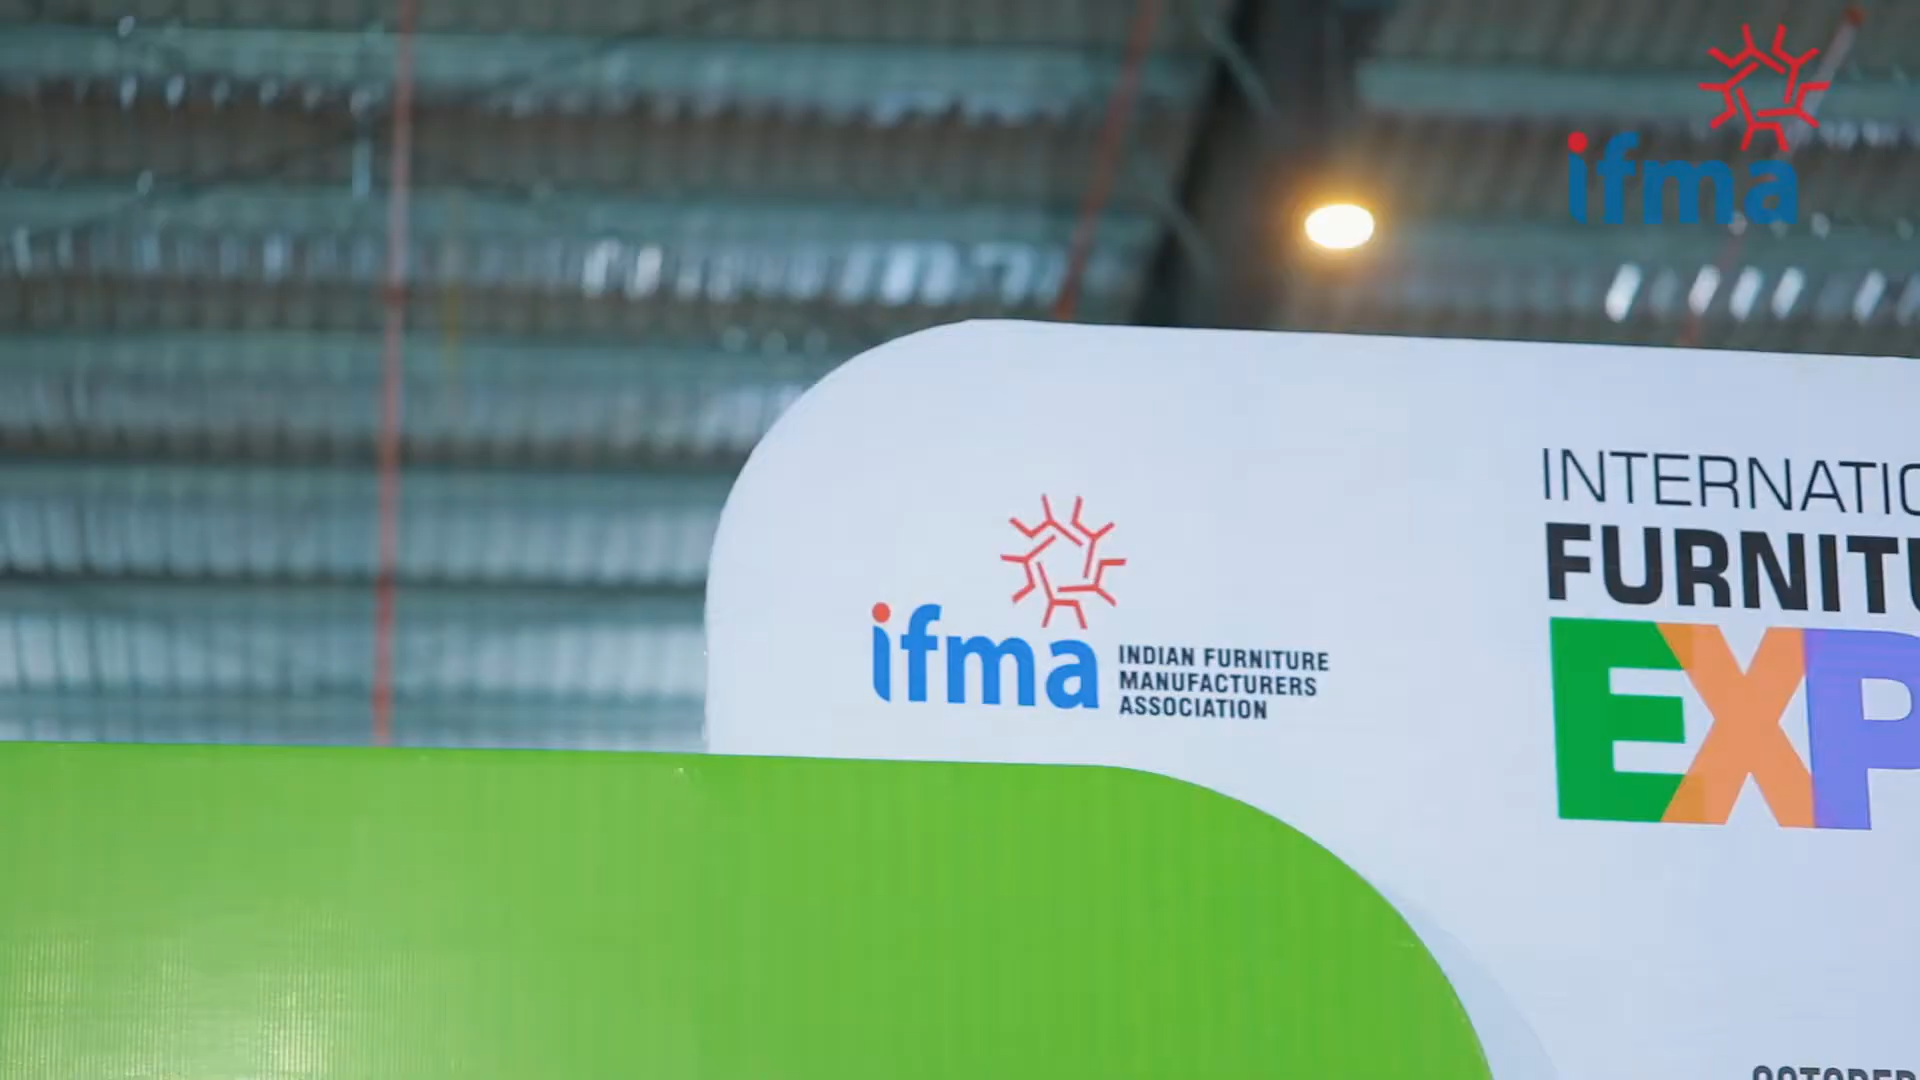 ifma
ifma
INDIAN FURNITURE
MANUFACTURERS
ASSOCIATION
INTERNATIO
FURNITU
EXP